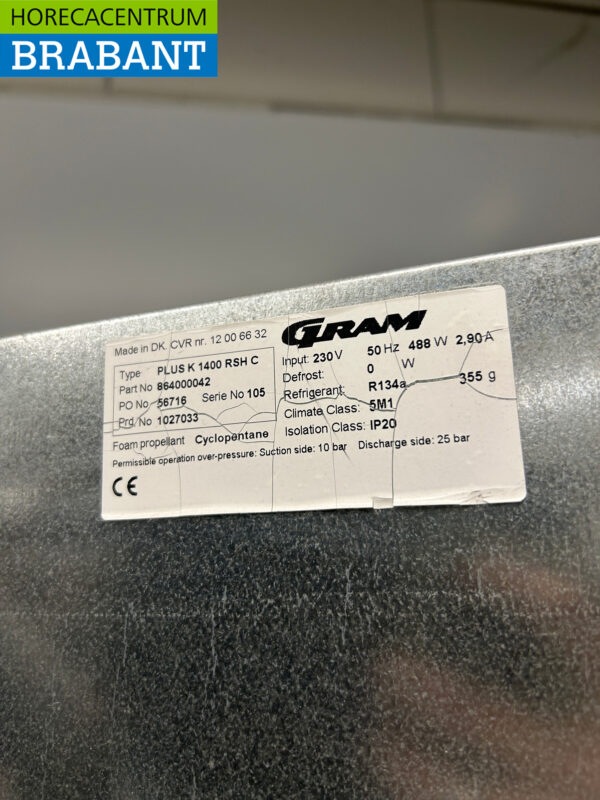 HORECACENTRUM
BRABANT
Made in DK. CVR nr. 12 00 66 32
GRAM
Type PLUS K 1400 RSH C
Part No 864000042
PO No 56716 Serie No 105
Prd/No 1027033
Foam propellant Cyclopentane
Input: 230 V 50 Hz 488 W 2,90 A
Defrost: 0 W
Refrigerant: R134a 355 g
Climate Class: 5M1
Isolation Class: IP20
Permissible operation over-pressure: Suction side: 10 bar Discharge side: 25 bar
CE